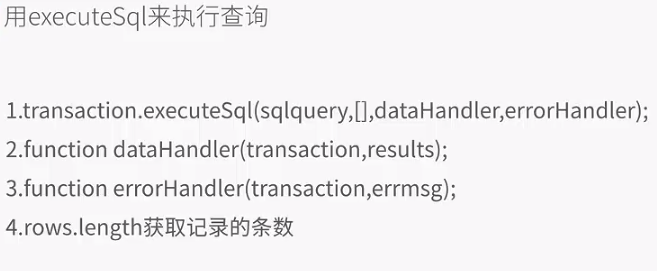 用executeSql来执行查询
1.transaction.executeSql(sqlquery,[],dataHandler,errorHandler);
2.function dataHandler(transaction,results);
3.function errorHandler(transaction,errmsg);
4.rows.length获取记录的条数